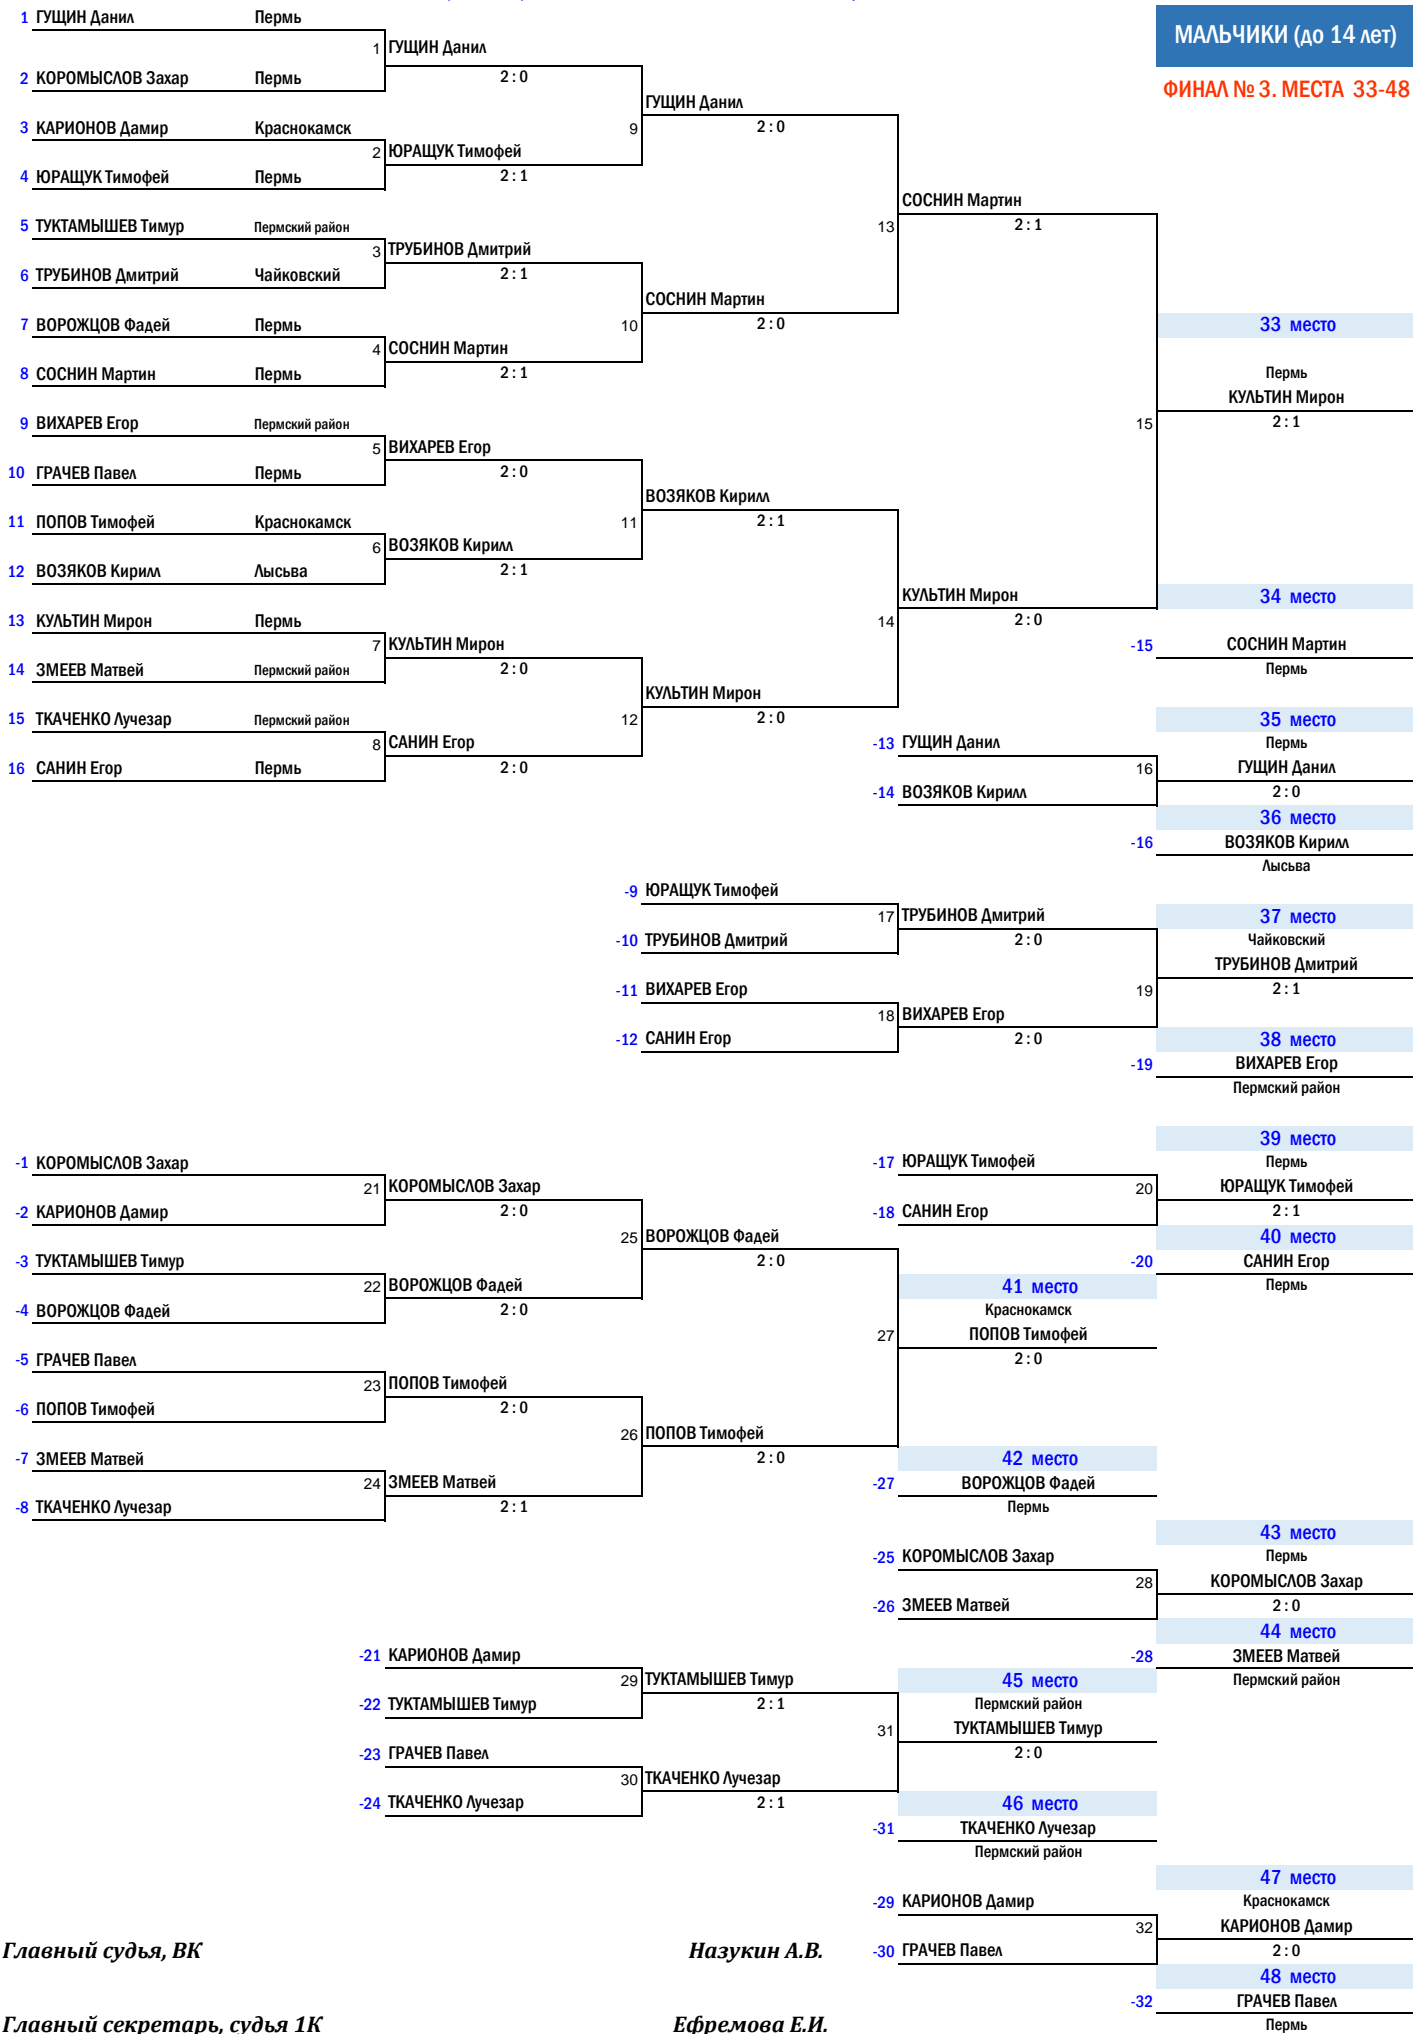 1 ГУЩИН Данил Пермь
МАЛЬЧИКИ (до 14 лет)
1 ГУЩИН Данил
2 КОРОМЫСЛОВ Захар Пермь 2 : 0
ФИНАЛ № 3. МЕСТА 33-48
ГУЩИН Данил
3 КАРИОНОВ Дамир Краснокамск 9 2 : 0
2 ЮРАЩУК Тимофей
4 ЮРАЩУК Тимофей Пермь 2 : 1
СОСНИН Мартин
5 ТУКТАМЫШЕВ Тимур Пермский район 13 2 : 1
3 ТРУБИНОВ Дмитрий
6 ТРУБИНОВ Дмитрий Чайковский 2 : 1
СОСНИН Мартин
7 ВОРОЖЦОВ Фадей Пермь 10 2 : 0 33 место
4 СОСНИН Мартин
8 СОСНИН Мартин Пермь 2 : 1 Пермь
КУЛЬТИН Мирон
9 ВИХАРЕВ Егор Пермский район 15 2 : 1
5 ВИХАРЕВ Егор
10 ГРАЧЕВ Павел Пермь 2 : 0
ВОЗЯКОВ Кирилл
11 ПОПОВ Тимофей Краснокамск 11 2 : 1
6 ВОЗЯКОВ Кирилл
12 ВОЗЯКОВ Кирилл Лысьва 2 : 1
КУЛЬТИН Мирон 34 место
13 КУЛЬТИН Мирон Пермь 14 2 : 0
7 КУЛЬТИН Мирон -15 СОСНИН Мартин
14 ЗМЕЕВ Матвей Пермский район 2 : 0 Пермь
КУЛЬТИН Мирон
15 ТКАЧЕНКО Лучезар Пермский район 12 2 : 0 35 место
8 САНИН Егор -13 ГУЩИН Данил Пермь
16 САНИН Егор Пермь 2 : 0 16 ГУЩИН Данил
-14 ВОЗЯКОВ Кирилл 2 : 0
36 место
-16 ВОЗЯКОВ Кирилл
Лысьва
-9 ЮРАЩУК Тимофей
17 ТРУБИНОВ Дмитрий 37 место
-10 ТРУБИНОВ Дмитрий 2 : 0 Чайковский
ТРУБИНОВ Дмитрий
-11 ВИХАРЕВ Егор 19 2 : 1
18 ВИХАРЕВ Егор
-12 САНИН Егор 2 : 0 38 место
-19 ВИХАРЕВ Егор
Пермский район
39 место
-1 КОРОМЫСЛОВ Захар -17 ЮРАЩУК Тимофей Пермь
21 КОРОМЫСЛОВ Захар 20 ЮРАЩУК Тимофей
-2 КАРИОНОВ Дамир 2 : 0 -18 САНИН Егор 2 : 1
25 ВОРОЖЦОВ Фадей 40 место
-3 ТУКТАМЫШЕВ Тимур 2 : 0 -20 САНИН Егор
22 ВОРОЖЦОВ Фадей 41 место Пермь
-4 ВОРОЖЦОВ Фадей 2 : 0 Краснокамск
27 ПОПОВ Тимофей
-5 ГРАЧЕВ Павел 2 : 0
23 ПОПОВ Тимофей
-6 ПОПОВ Тимофей 2 : 0
26 ПОПОВ Тимофей
-7 ЗМЕЕВ Матвей 2 : 0 42 место
24 ЗМЕЕВ Матвей -27 ВОРОЖЦОВ Фадей
-8 ТКАЧЕНКО Лучезар 2 : 1 Пермь
43 место
-25 КОРОМЫСЛОВ Захар Пермь
28 КОРОМЫСЛОВ Захар
-26 ЗМЕЕВ Матвей 2 : 0
44 место
-21 КАРИОНОВ Дамир -28 ЗМЕЕВ Матвей
29 ТУКТАМЫШЕВ Тимур 45 место Пермский район
-22 ТУКТАМЫШЕВ Тимур 2 : 1 Пермский район
31 ТУКТАМЫШЕВ Тимур
-23 ГРАЧЕВ Павел 2 : 0
30 ТКАЧЕНКО Лучезар
-24 ТКАЧЕНКО Лучезар 2 : 1 46 место
-31 ТКАЧЕНКО Лучезар
Пермский район
47 место
-29 КАРИОНОВ Дамир Краснокамск
32 КАРИОНОВ Дамир
Главный судья, ВК Назукин А.В. -30 ГРАЧЕВ Павел 2 : 0
48 место
-32 ГРАЧЕВ Павел
Главный секретарь, судья 1К Ефремова Е.И. Пермь